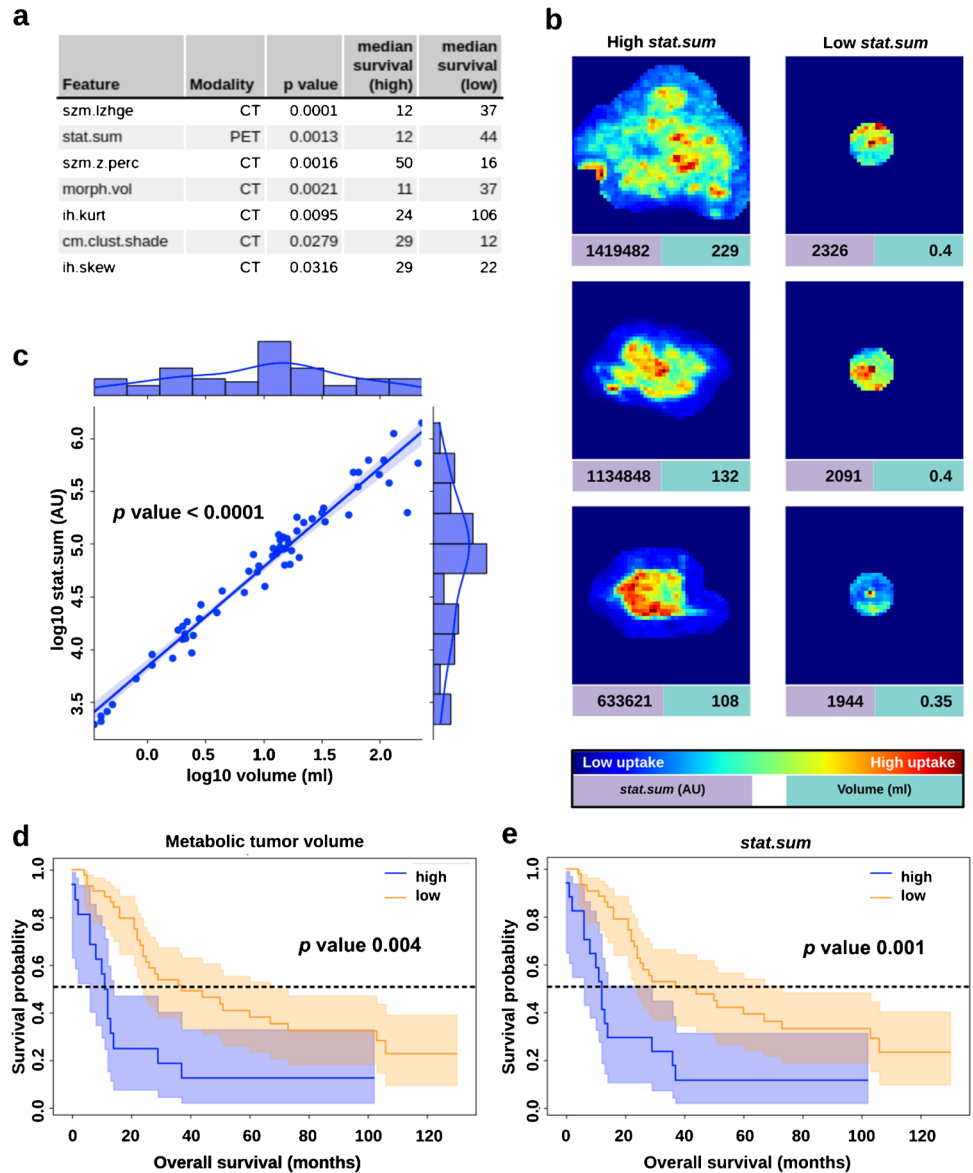 a
Feature Modality p value median survival (high) median survival (low)
szm.lzhge CT 0.0001 12 37
stat.sum PET 0.0013 12 44
szm.z.perc CT 0.0016 50 16
morph.vol CT 0.0021 11 37
ih.kurt CT 0.0095 24 106
cm.clust.shade CT 0.0279 29 12
ih.skew CT 0.0316 29 22
b
High stat.sum Low stat.sum
1419482 229 2326 0.4
1134848 132 2091 0.4
633621 108 1944 0.35
Low uptake High uptake
stat.sum (AU) Volume (ml)
c
p value < 0.0001
log10 stat.sum (AU)
6.0
5.5
5.0
4.5
4.0
3.5
0.0 0.5 1.0 1.5 2.0
log10 volume (ml)
d
Metabolic tumor volume
high
low
p value 0.004
Survival probablity
1.0
0.8
0.6
0.4
0.2
0.0
0 20 40 60 80 100 120
Overall survival (months)
e
stat.sum
high
low
p value 0.001
Survival probablity
1.0
0.8
0.6
0.4
0.2
0.0
0 20 40 60 80 100 120
Overall survival (months)